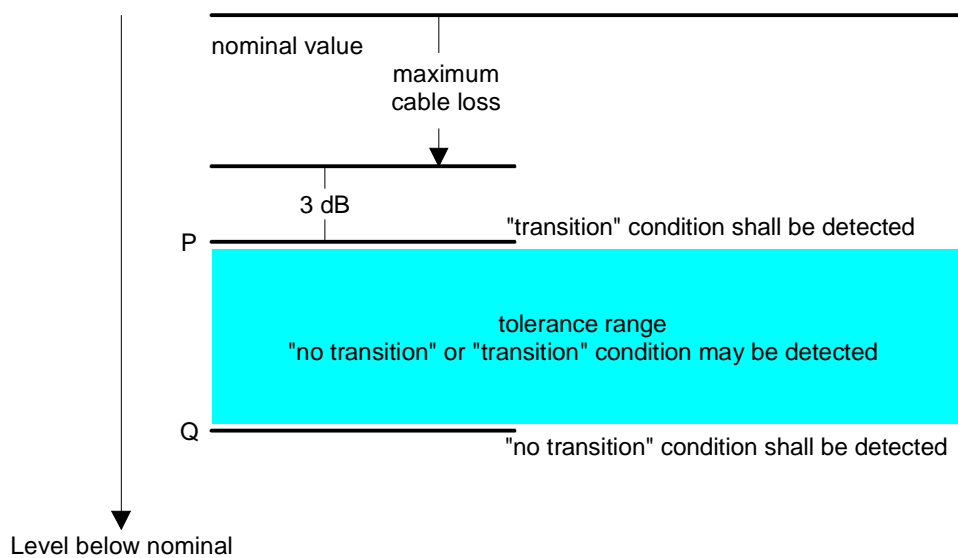 nominal value
maximum
cable loss
3 dB
P
"transition" condition shall be detected
tolerance range
"no transition" or "transition" condition may be detected
Q
"no transition" condition shall be detected
Level below nominal